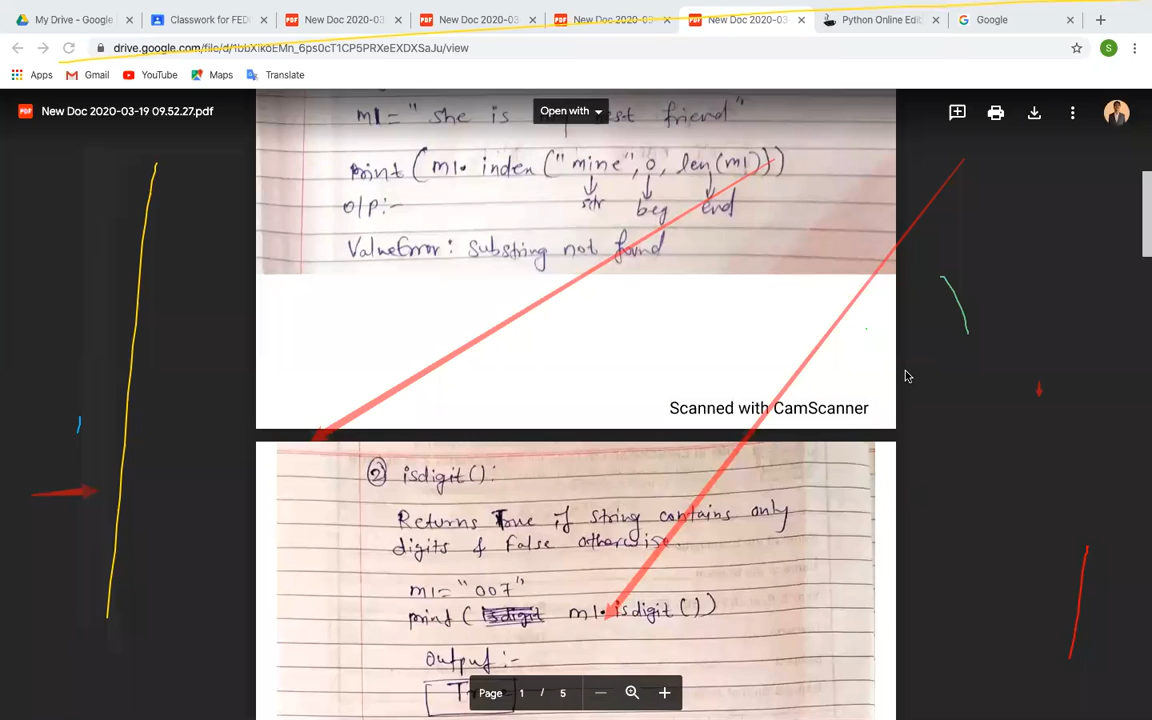 My Drive - Google
Classwork for FED
New Doc 2020-03
New Doc 2020-03
New Doc 2020-03
New Doc 2020-03
Python Online Edit
Google
drive.google.com/file/d/1bbXlkoEMn_6ps0cT1CP5PRXeEXDXSaJu/view
S
Apps
Gmail
YouTube
Maps
Translate
PDF New Doc 2020-03-19 09.52.27.pdf
Open with
m1 = " she is friend"
print ( m1. index ("mine", 0, len(m1)))
O/P:-
str beg end
ValueError: substring not found
Scanned with CamScanner
② isdigit():
Returns True if string contains only
digits & False otherwise.
m1= "007"
print ( isdigit m1.isdigit ())
output :-
Page 1 / 5